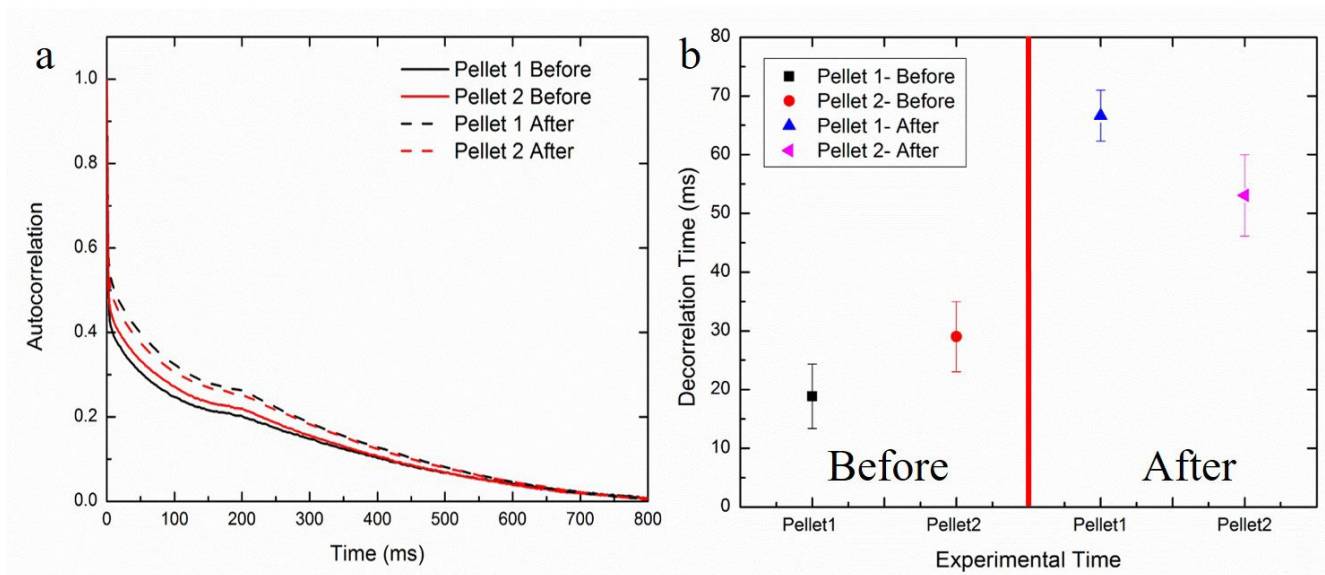 a
Pellet 1 Before
Pellet 2 Before
Pellet 1 After
Pellet 2 After
1.0
0.8
0.6
0.4
0.2
0.0
Autocorrelation
0 100 200 300 400 500 600 700 800
Time (ms)
b
Pellet 1- Before
Pellet 2- Before
Pellet 1- After
Pellet 2- After
80
70
60
50
40
30
20
10
0
Decorrelation Time (ms)
Before After
Pellet1 Pellet2 Pellet1 Pellet2
Experimental Time